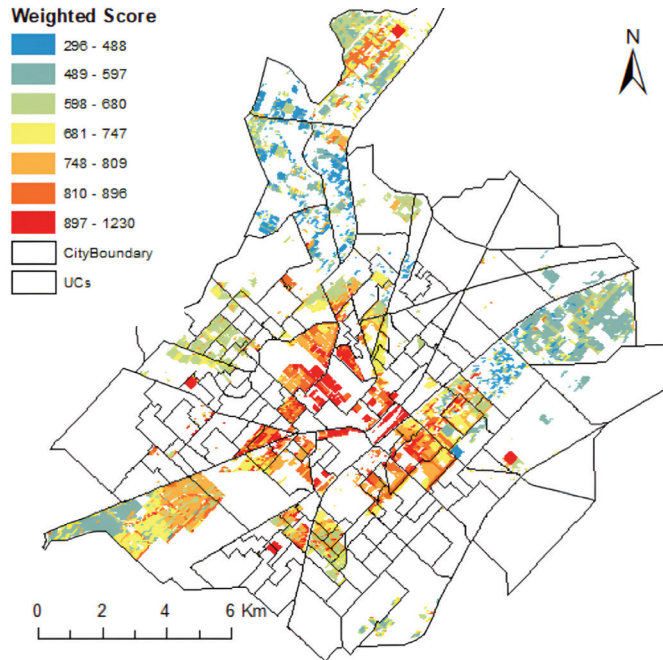 Weighted Score
296 - 488
489 - 597
598 - 680
681 - 747
748 - 809
810 - 896
897 - 1230
CityBoundary
UCs
N
0 2 4 6 Km